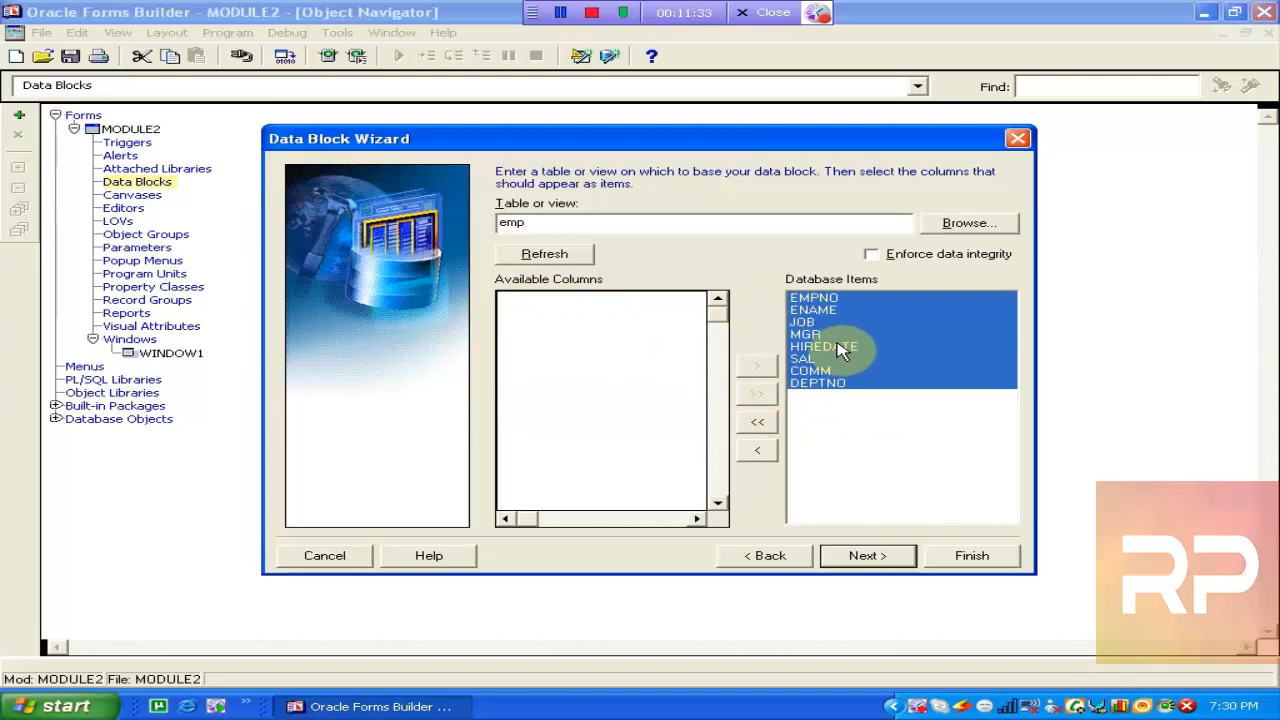 Oracle Forms Builder - MODULE2 - [Object Navigator]
00:11:33
Close
File Edit View Layout Program Debug Tools Window Help
Data Blocks
Find:
Forms
MODULE2
Triggers
Alerts
Attached Libraries
Data Blocks
Canvases
Editors
LOVs
Object Groups
Parameters
Popup Menus
Program Units
Property Classes
Record Groups
Reports
Visual Attributes
Windows
WINDOW1
Menus
PL/SQL Libraries
Object Libraries
Built-in Packages
Database Objects
Data Block Wizard
Enter a table or view on which to base your data block. Then select the columns that
should appear as items.
Table or view:
emp
Browse...
Refresh
Enforce data integrity
Available Columns
Database Items
EMPNO
ENAME
JOB
MGR
HIREDATE
SAL
COMM
DEPTNO
>
>>
<<
<
Cancel
Help
< Back
Next >
Finish
RP
Mod: MODULE2 File: MODULE2
start
Oracle Forms Builder ...
7:30 PM